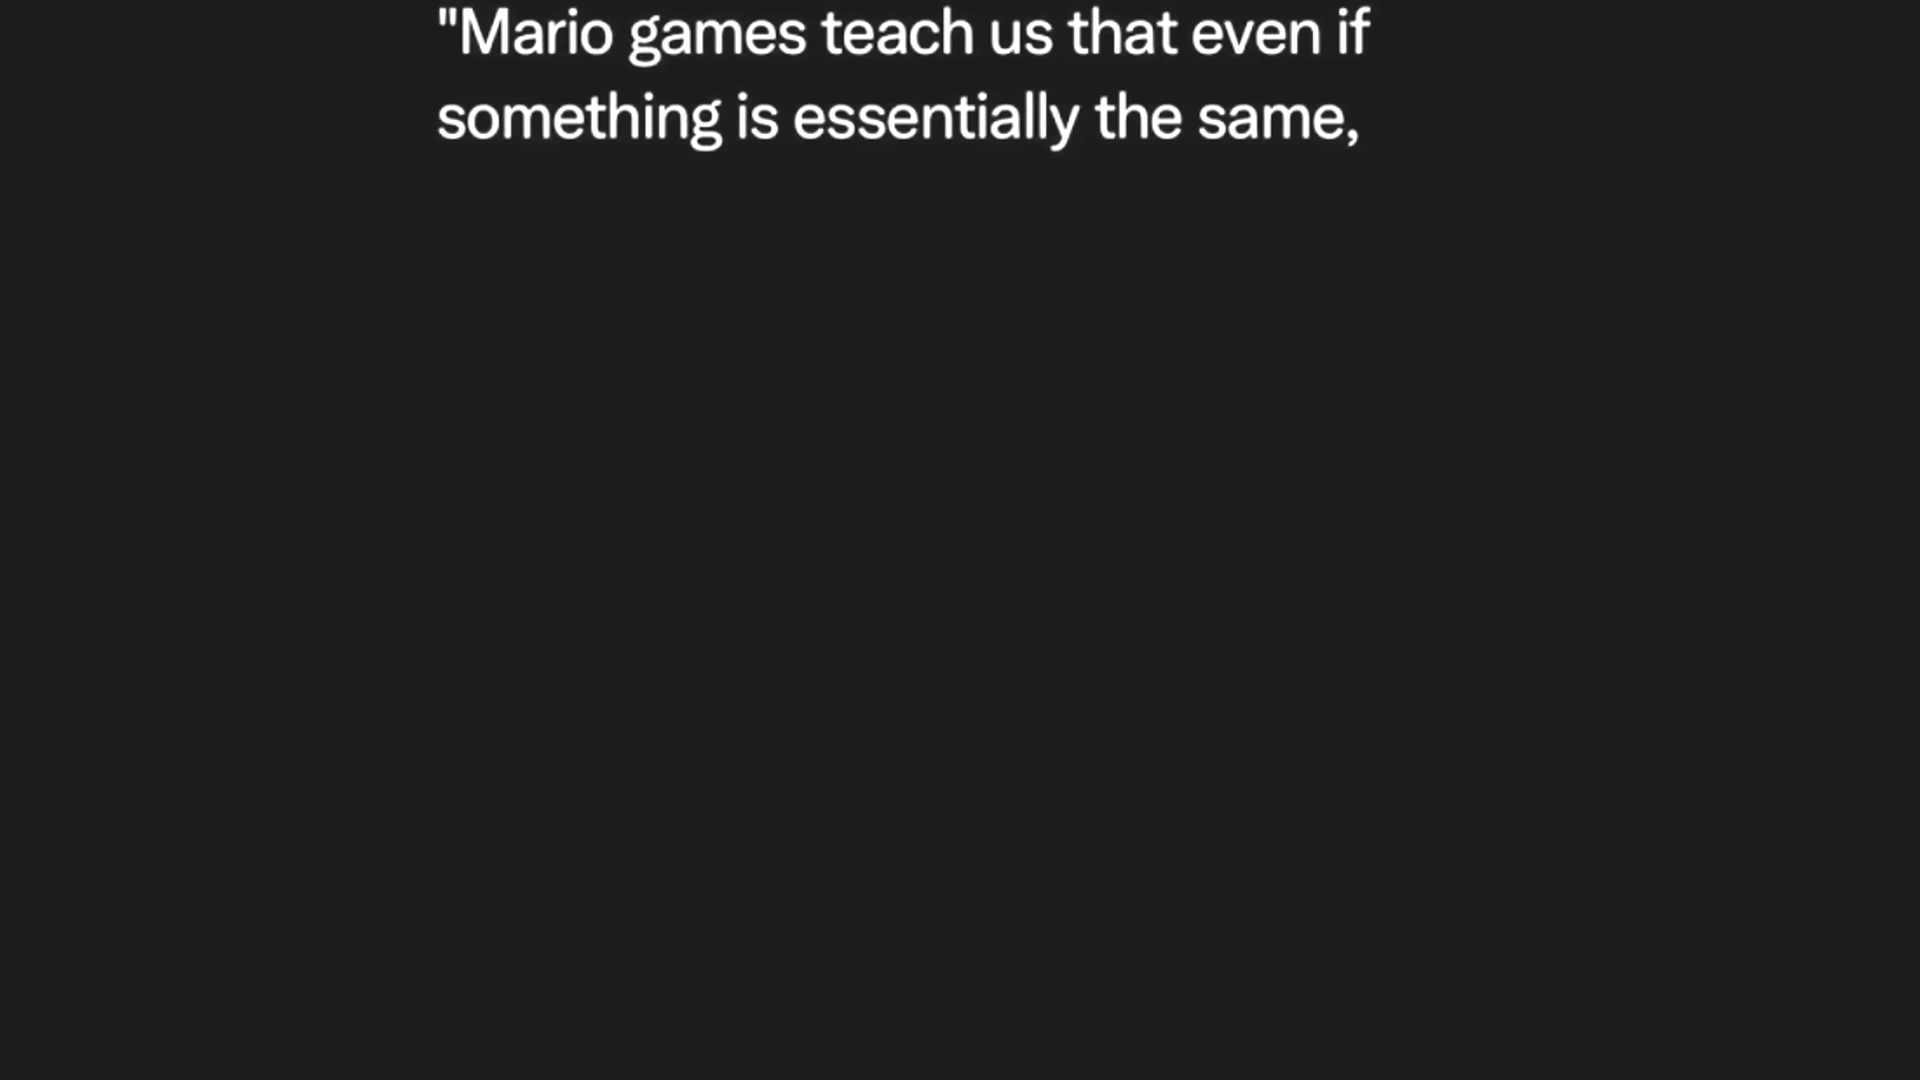 "Mario games teach us that even if
something is essentially the same,